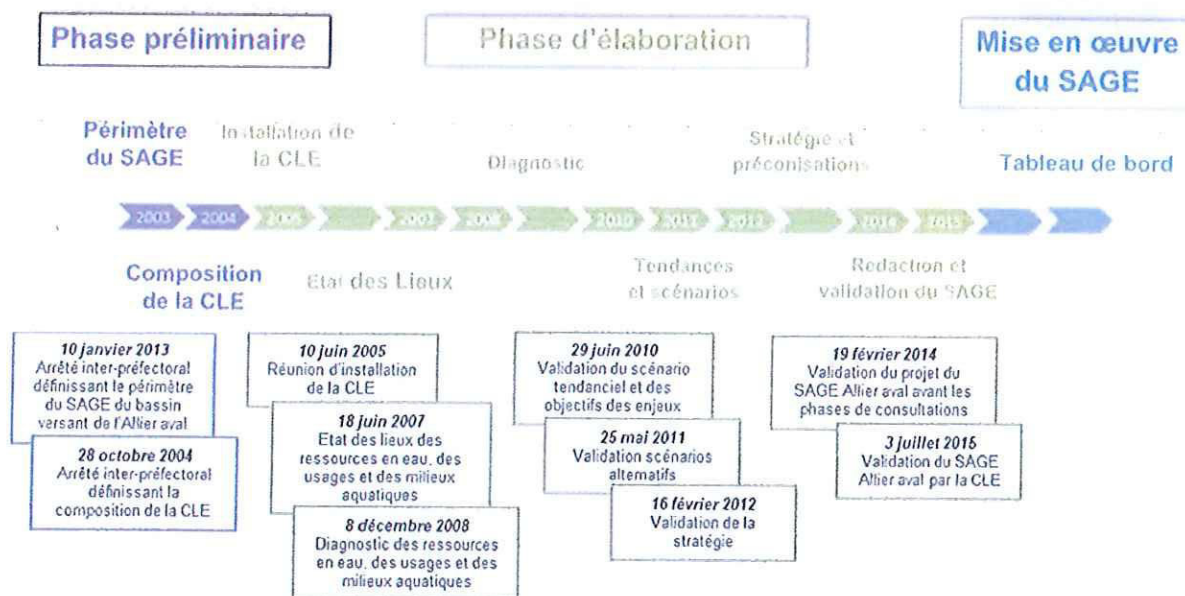 Phase préliminaire
Phase d'élaboration
Mise en œuvre
du SAGE
Périmètre
du SAGE
Installation de
la CLE
Diagnostic
Stratégie et
préconisations
Tableau de bord
2003
2004
2005
2007
2008
2010
2011
2012
2014
2015
Composition
de la CLE
Etat des Lieux
Tendances
et scénarios
Rédaction et
validation du SAGE
10 janvier 2013
Arrêté inter-préfectoral
définissant le périmètre
du SAGE du bassin
versant de l'Allier aval
28 octobre 2004
Arrêté inter-préfectoral
définissant la
composition de la CLE
10 juin 2005
Réunion d'installation
de la CLE
18 juin 2007
Etat des lieux des
ressources en eau, des
usages et des milieux
aquatiques
8 décembre 2008
Diagnostic des ressources
en eau, des usages et des
milieux aquatiques
29 juin 2010
Validation du scénario
tendanciel et des
objectifs des enjeux
25 mai 2011
Validation scénarios
alternatifs
16 février 2012
Validation de la
stratégie
19 février 2014
Validation du projet du
SAGE Allier aval avant les
phases de consultations
3 juillet 2015
Validation du SAGE
Allier aval par la CLE